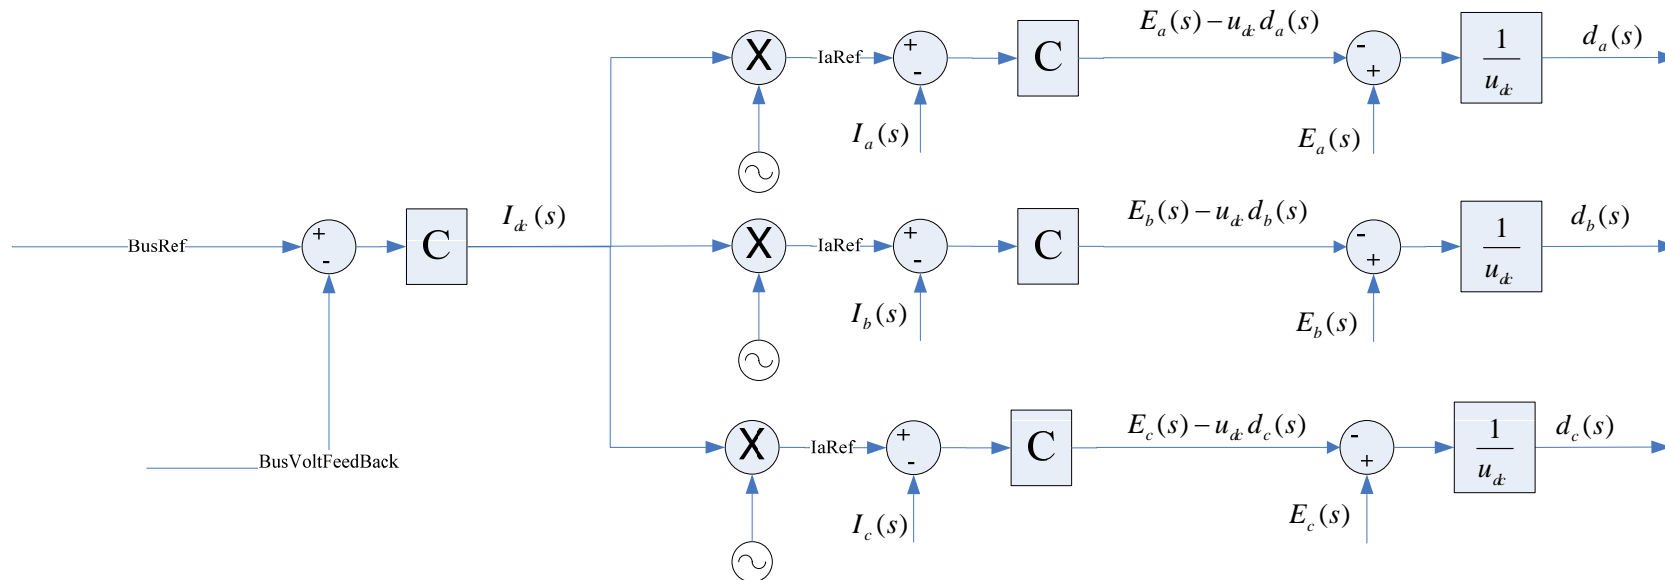 E_a(s) − u_dc d_a(s)
d_a(s)
X
IaRef
+
-
C
-
+
1
u_dc
I_a(s)
E_a(s)
I_dc(s)
E_b(s) − u_dc d_b(s)
d_b(s)
BusRef
+
-
C
X
IaRef
+
-
C
-
+
1
u_dc
I_b(s)
E_b(s)
E_c(s) − u_dc d_c(s)
d_c(s)
BusVoltFeedBack
X
IaRef
+
-
C
-
+
1
u_dc
I_c(s)
E_c(s)